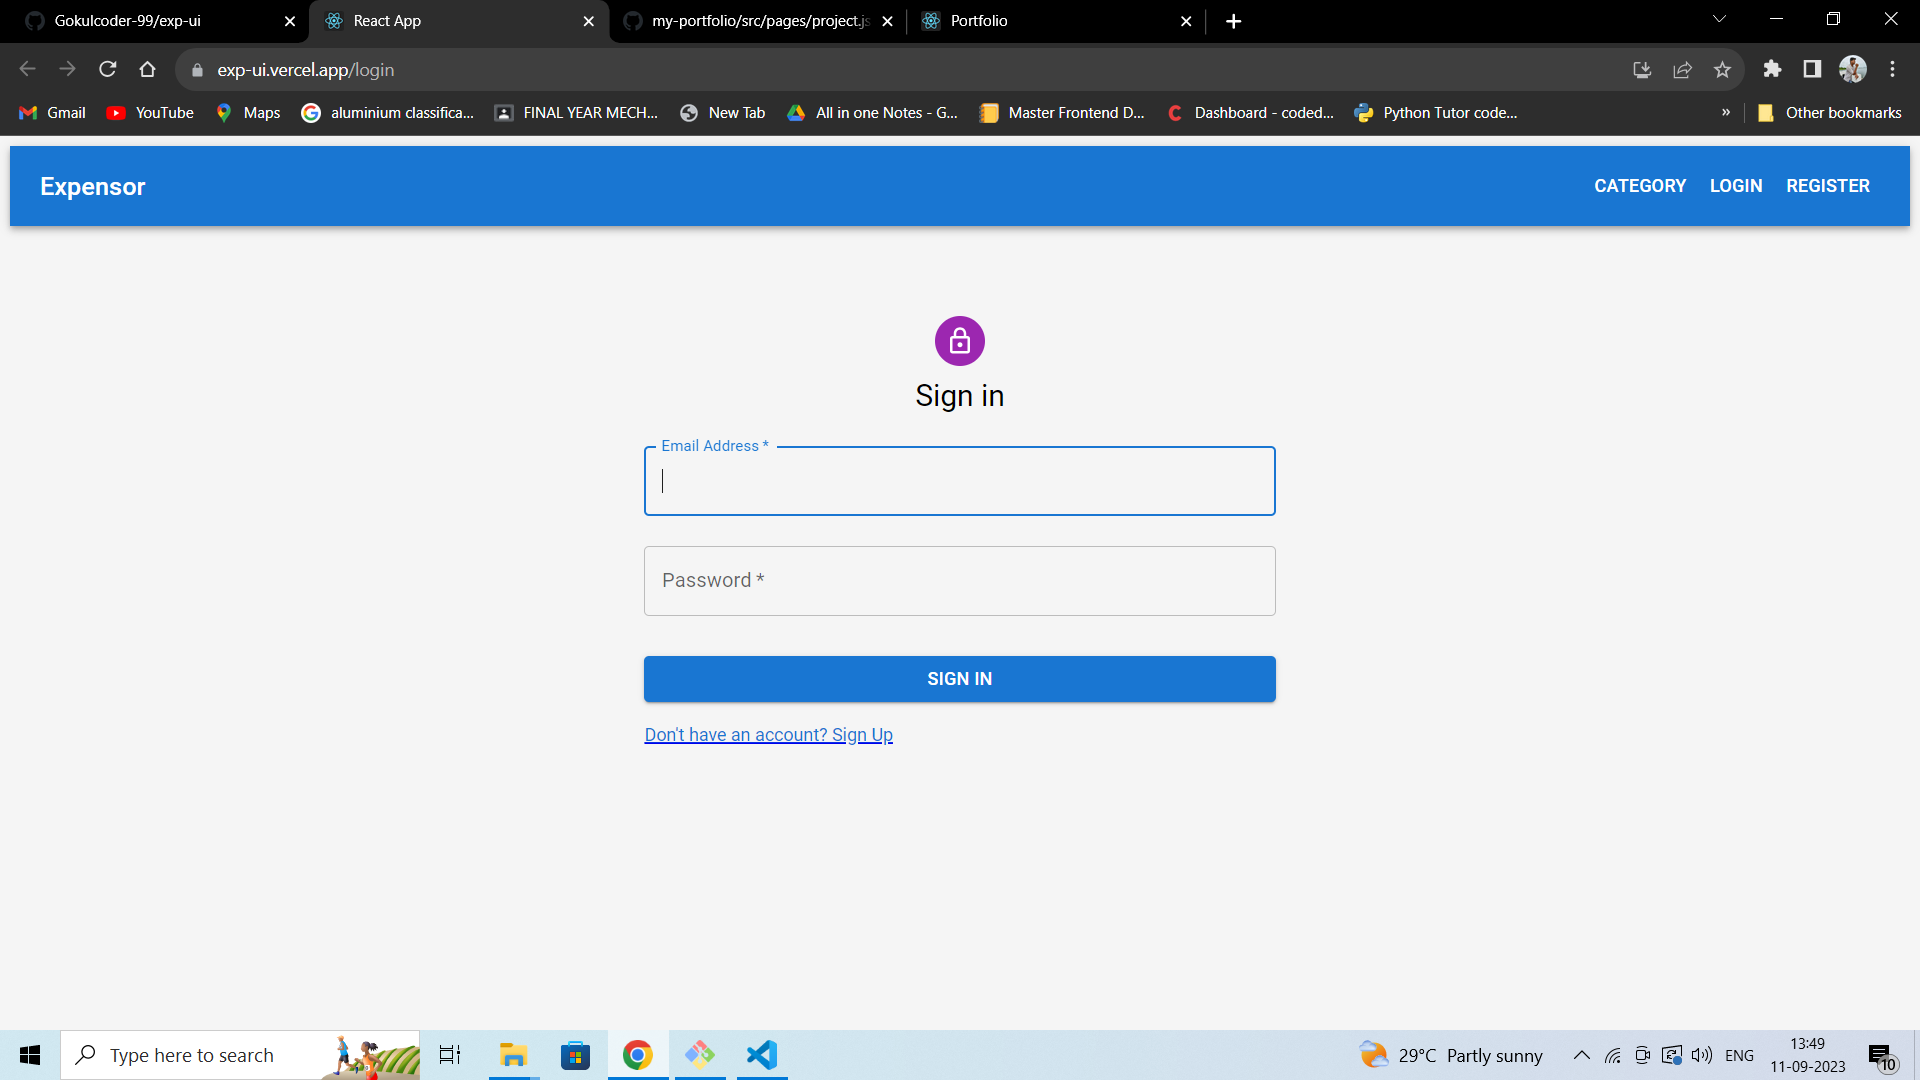 Gokulcoder-99/exp-ui
React App
my-portfolio/src/pages/project.js
Portfolio
exp-ui.vercel.app/login
Gmail
YouTube
Maps
aluminium classifica...
FINAL YEAR MECH...
New Tab
All in one Notes - G...
Master Frontend D...
Dashboard - coded...
Python Tutor code...
»
Other bookmarks
Expensor
CATEGORY
LOGIN
REGISTER
Sign in
Email Address *
Password *
SIGN IN
Don't have an account? Sign Up
Type here to search
29°C Partly sunny
ENG
13:49
11-09-2023
10